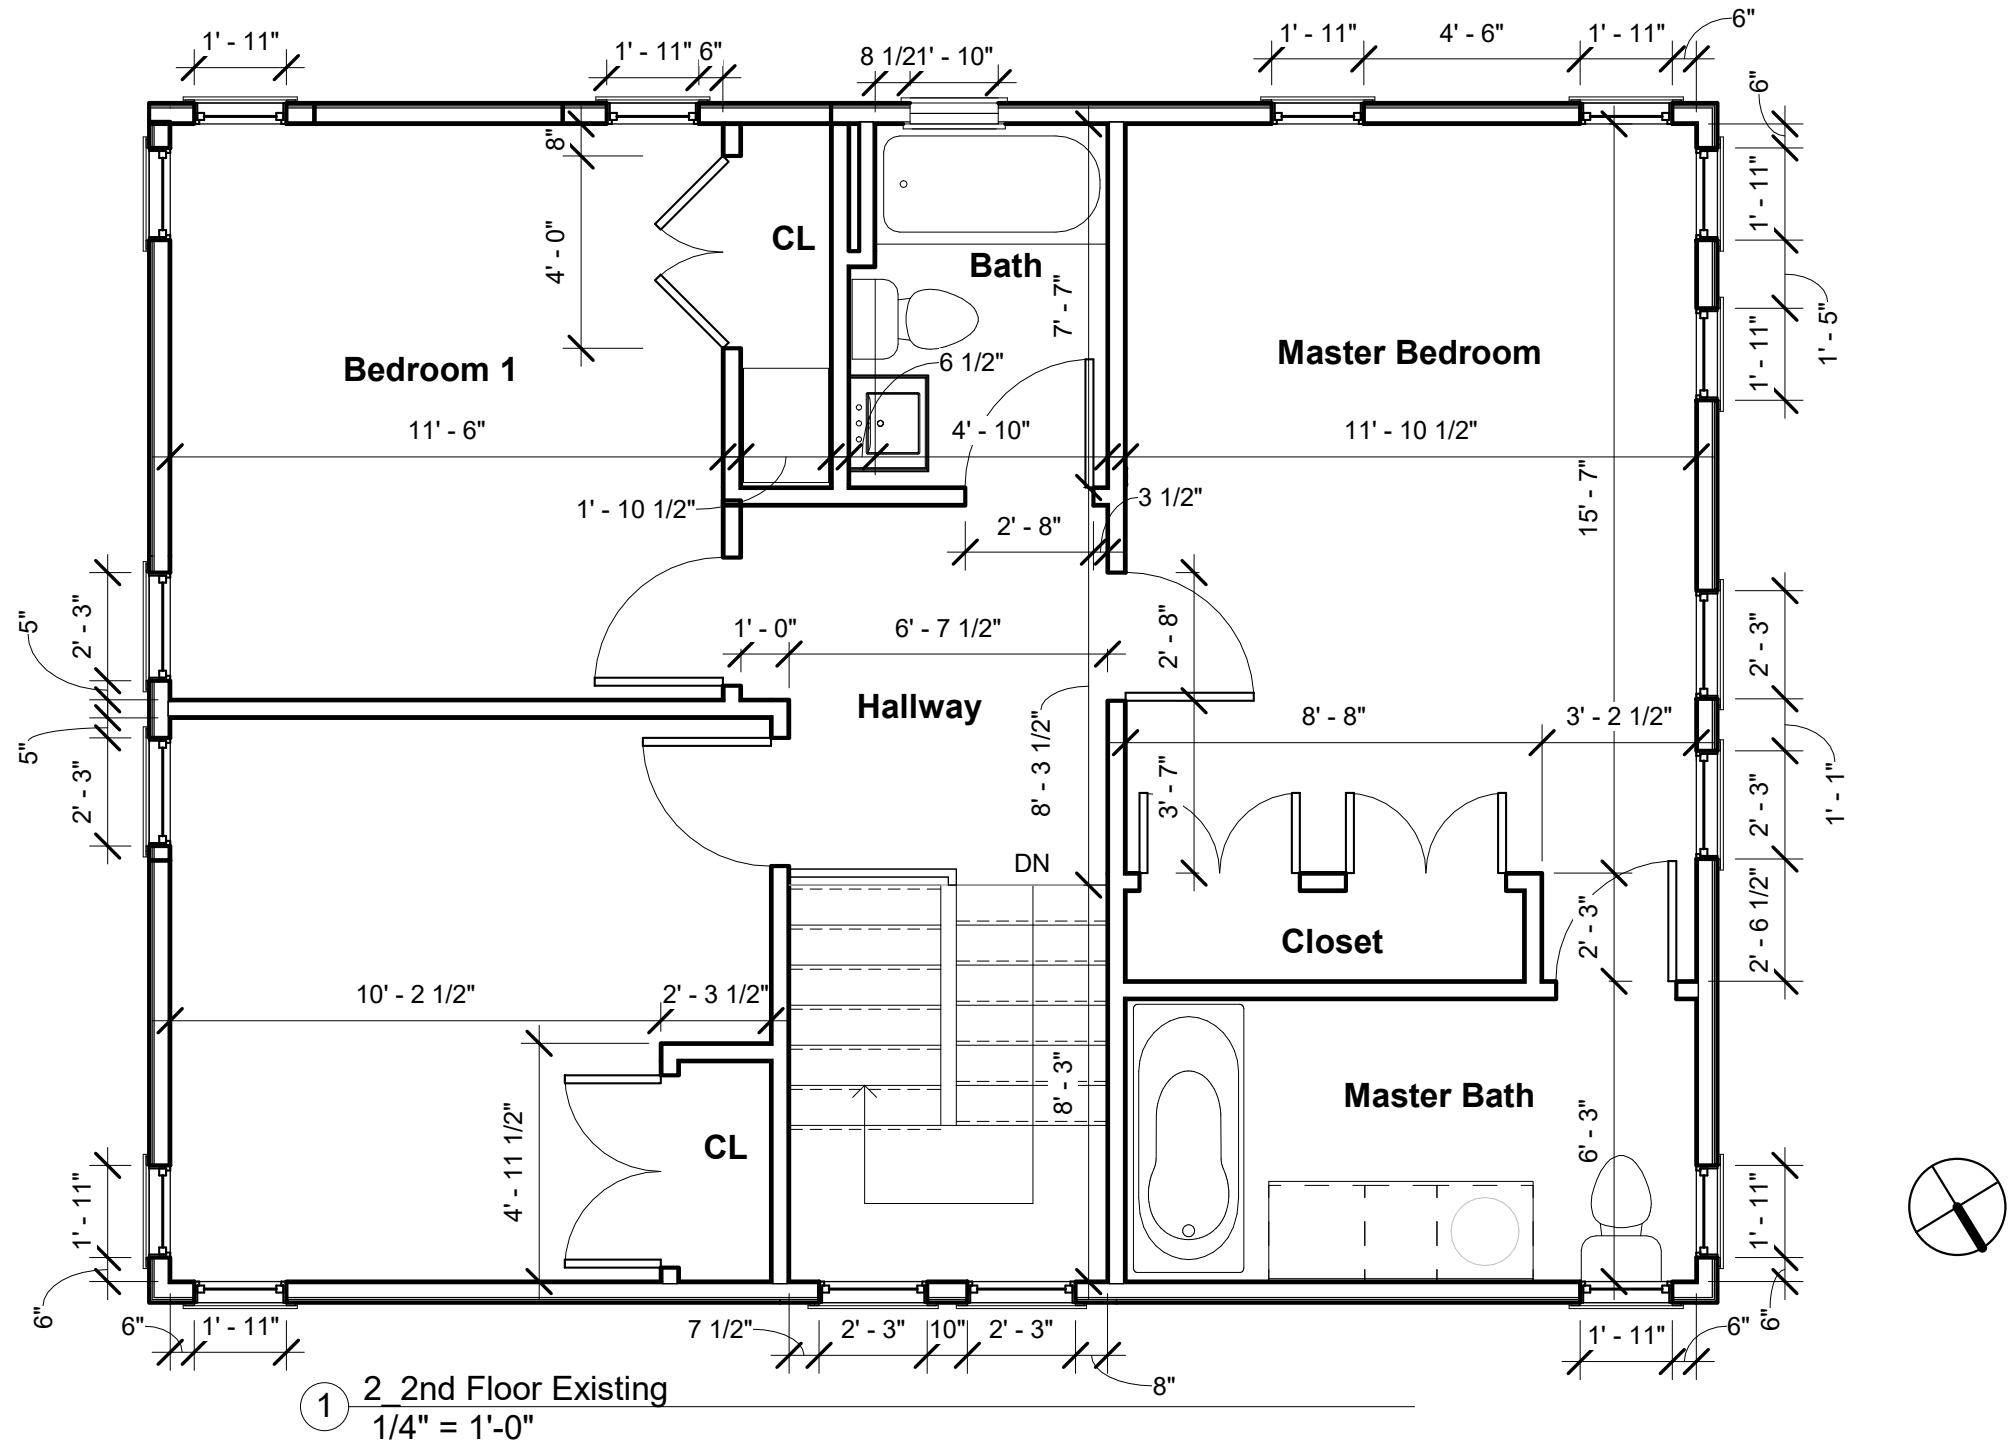 1' - 11"
1' - 11"
6"
8 1/2
1' - 10"
1' - 11"
4' - 6"
1' - 11"
6"
6"
8"
4' - 0"
CL
Bath
7' - 7"
1' - 11"
1' - 5"
1' - 11"
Bedroom 1
6 1/2"
Master Bedroom
11' - 6"
4' - 10"
11' - 10 1/2"
15' - 7"
1' - 10 1/2"
3 1/2"
2' - 8"
5"
2' - 3"
1' - 0"
6' - 7 1/2"
2' - 8"
2' - 3"
Hallway
8' - 8"
3' - 2 1/2"
5"
2' - 3"
8' - 3 1/2"
3' - 7"
2' - 3"
1' - 1"
DN
2' - 3"
2' - 6 1/2"
Closet
10' - 2 1/2"
2' - 3 1/2"
8' - 3"
Master Bath
4' - 11 1/2"
CL
6' - 3"
1' - 11"
1' - 11"
6"
6"
1' - 11"
7 1/2"
2' - 3"
10"
2' - 3"
8"
1' - 11"
6"
6"
1
2_2nd Floor Existing
1/4" = 1'-0"